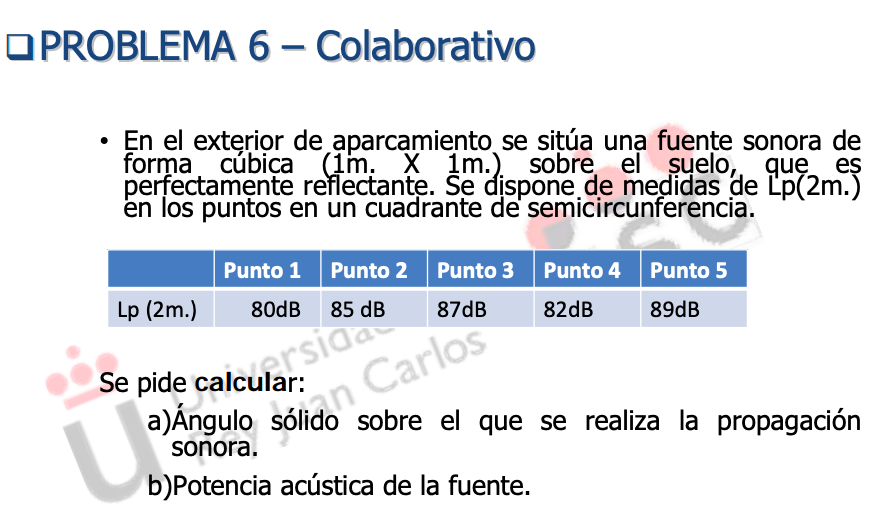 ❑PROBLEMA 6 – Colaborativo
• En el exterior de aparcamiento se sitúa una fuente sonora de
forma cúbica (1m. X 1m.) sobre el suelo, que es
perfectamente reflectante. Se dispone de medidas de Lp(2m.)
en los puntos en un cuadrante de semicircunferencia.
Punto 1 Punto 2 Punto 3 Punto 4 Punto 5
Lp (2m.) 80dB 85 dB 87dB 82dB 89dB
Universidad
Rey Juan Carlos
Se pide calcular:
a)Ángulo sólido sobre el que se realiza la propagación
sonora.
b)Potencia acústica de la fuente.